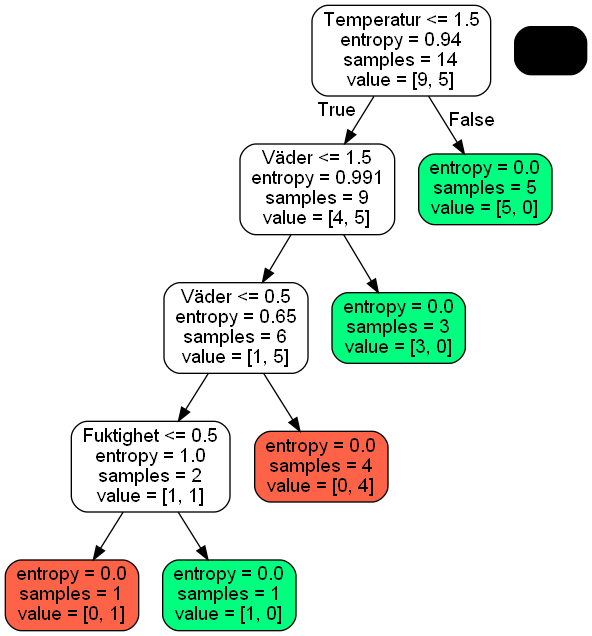 Temperatur <= 1.5
entropy = 0.94
samples = 14
value = [9, 5]
True
False
Väder <= 1.5
entropy = 0.991
samples = 9
value = [4, 5]
entropy = 0.0
samples = 5
value = [5, 0]
Väder <= 0.5
entropy = 0.65
samples = 6
value = [1, 5]
entropy = 0.0
samples = 3
value = [3, 0]
Fuktighet <= 0.5
entropy = 1.0
samples = 2
value = [1, 1]
entropy = 0.0
samples = 4
value = [0, 4]
entropy = 0.0
samples = 1
value = [0, 1]
entropy = 0.0
samples = 1
value = [1, 0]